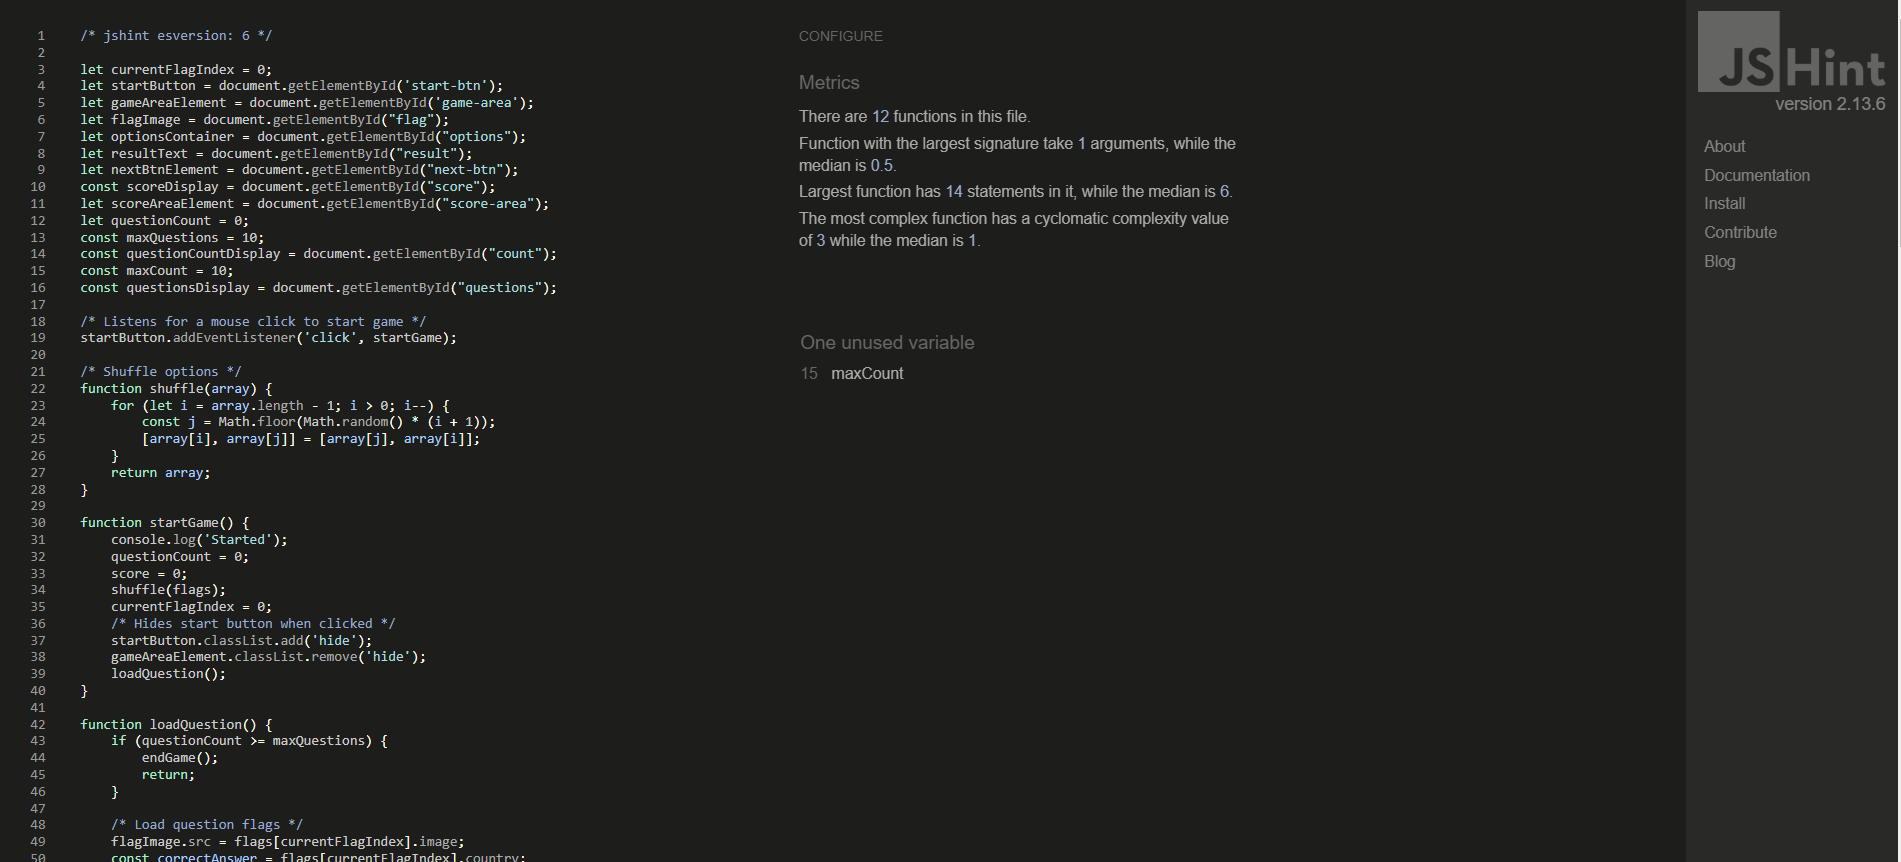 1 /* jshint esversion: 6 */
2
3 let currentFlagIndex = 0;
4 let startButton = document.getElementById('start-btn');
5 let gameAreaElement = document.getElementById('game-area');
6 let flagImage = document.getElementById("flag");
7 let optionsContainer = document.getElementById("options");
8 let resultText = document.getElementById("result");
9 let nextBtnElement = document.getElementById("next-btn");
10 const scoreDisplay = document.getElementById("score");
11 let scoreAreaElement = document.getElementById("score-area");
12 let questionCount = 0;
13 const maxQuestions = 10;
14 const questionCountDisplay = document.getElementById("count");
15 const maxCount = 10;
16 const questionsDisplay = document.getElementById("questions");
17
18 /* Listens for a mouse click to start game */
19 startButton.addEventListener('click', startGame);
20
21 /* Shuffle options */
22 function shuffle(array) {
23     for (let i = array.length - 1; i > 0; i--) {
24         const j = Math.floor(Math.random() * (i + 1));
25         [array[i], array[j]] = [array[j], array[i]];
26     }
27     return array;
28 }
29
30 function startGame() {
31     console.log('Started');
32     questionCount = 0;
33     score = 0;
34     shuffle(flags);
35     currentFlagIndex = 0;
36     /* Hides start button when clicked */
37     startButton.classList.add('hide');
38     gameAreaElement.classList.remove('hide');
39     loadQuestion();
40 }
41
42 function loadQuestion() {
43     if (questionCount >= maxQuestions) {
44         endGame();
45         return;
46     }
47
48     /* Load question flags */
49     flagImage.src = flags[currentFlagIndex].image;
50     const correctAnswer = flags[currentFlagIndex].country;
CONFIGURE
Metrics
There are 12 functions in this file.
Function with the largest signature take 1 arguments, while the
median is 0.5.
Largest function has 14 statements in it, while the median is 6.
The most complex function has a cyclomatic complexity value
of 3 while the median is 1.
One unused variable
15 maxCount
JSHint
version 2.13.6
About
Documentation
Install
Contribute
Blog